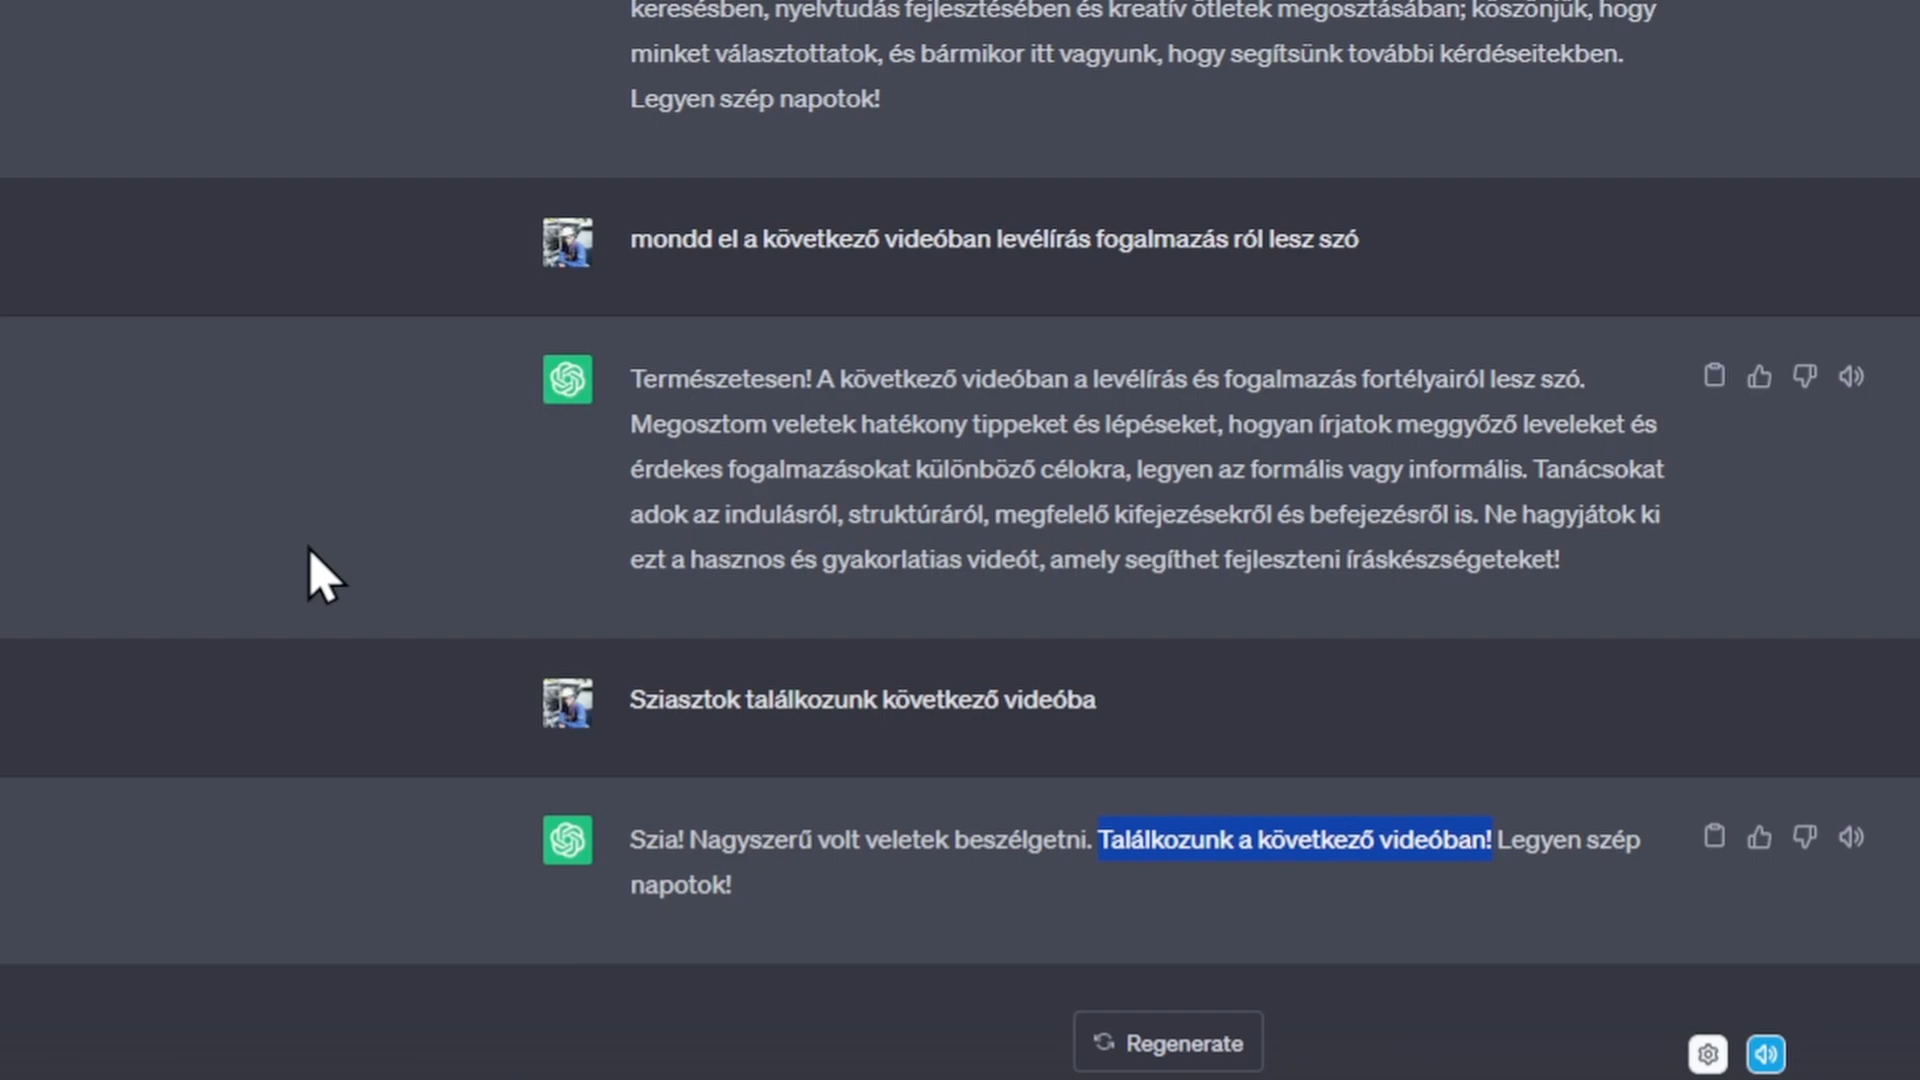 keresésben, nyelvtudás fejlesztésében és kreatív ötletek megosztásában; köszönjük, hogy
minket választottatok, és bármikor itt vagyunk, hogy segítsünk további kérdéseitekben.
Legyen szép napotok!
mondd el a következő videóban levélírás fogalmazás ról lesz szó
Természetesen! A következő videóban a levélírás és fogalmazás fortélyairól lesz szó.
Megosztom veletek hatékony tippeket és lépéseket, hogyan írjatok meggyőző leveleket és
érdekes fogalmazásokat különböző célokra, legyen az formális vagy informális. Tanácsokat
adok az indulásról, struktúráról, megfelelő kifejezésekről és befejezésről is. Ne hagyjátok ki
ezt a hasznos és gyakorlatias videót, amely segíthet fejleszteni íráskészségeteket!
Sziasztok találkozunk következő videóba
Szia! Nagyszerű volt veletek beszélgetni. Találkozunk a következő videóban! Legyen szép
napotok!
Regenerate